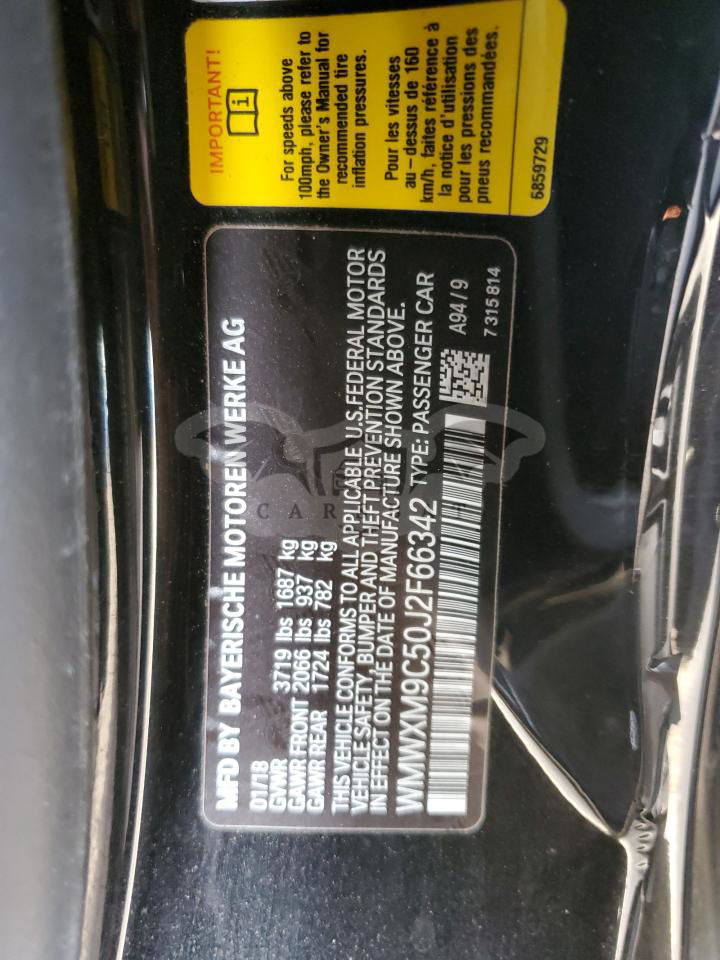 MFD BY BAYERISCHE MOTOREN WERKE AG
01/18
GVWR 3719 lbs 1687 kg
GAWR FRONT 2066 lbs 937 kg
GAWR REAR 1724 lbs 782 kg
THIS VEHICLE CONFORMS TO ALL APPLICABLE U.S.FEDERAL MOTOR
VEHICLE SAFETY, BUMPER AND THEFT PREVENTION STANDARDS
IN EFFECT ON THE DATE OF MANUFACTURE SHOWN ABOVE.
WMWXM9C50J2F66342 TYPE: PASSENGER CAR
A94/9
7 315 814
IMPORTANT!
For speeds above
100mph, please refer to
the Owner's Manual for
recommended tire
inflation pressures.
Pour les vitesses
au-dessus de 160
km/h, faites référence à
la notice d'utilisation
pour les pressions des
pneus recommandées.
6859729